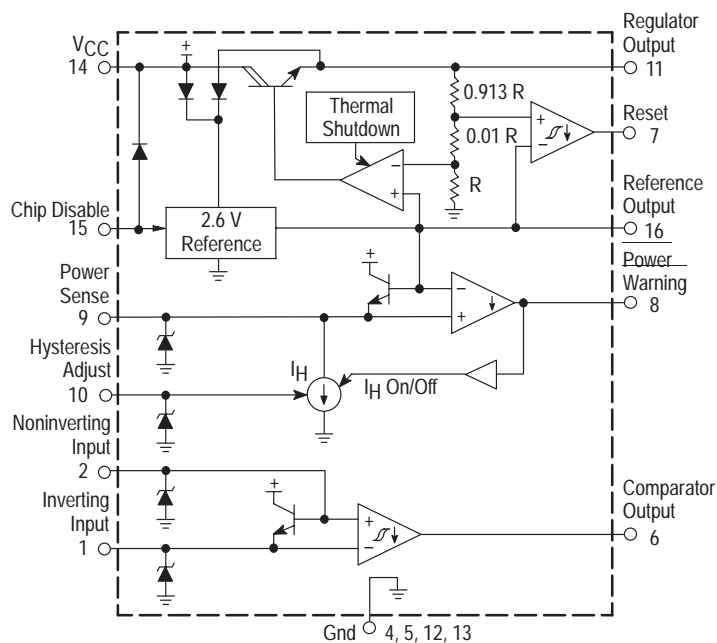 VCC
14
+
Regulator
Output
11
0.913 R
Thermal
Shutdown
+
−
Reset
7
0.01 R
−
+
R
Reference
Output
16
Chip Disable
15
2.6 V
Reference
Power
Sense
9
+
−
+
Power
Warning
8
Hysteresis
Adjust
10
IH
IH On/Off
Noninverting
Input
2
Inverting
Input
1
+
+
−
Comparator
Output
6
Gnd 4, 5, 12, 13